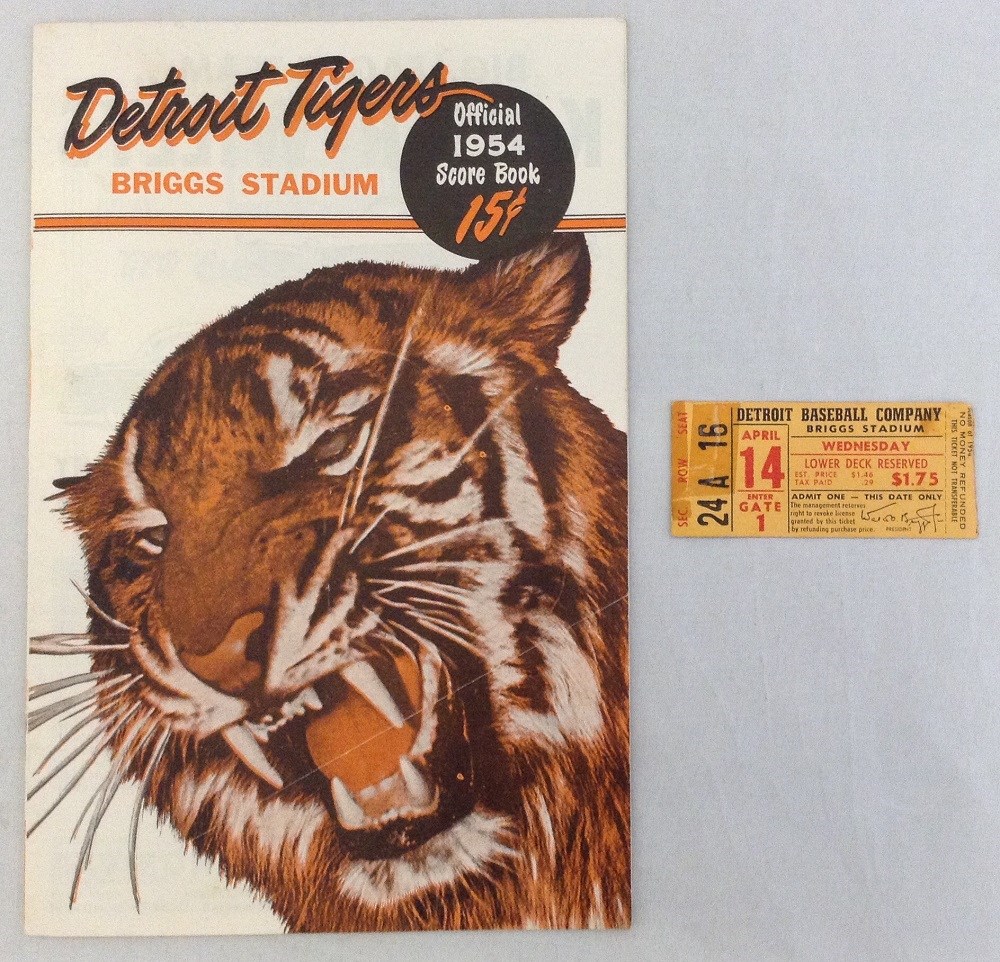 Detroit Tigers
BRIGGS STADIUM
Official
1954
Score Book
15¢
SEC. ROW SEAT
24 A 16
DETROIT BASEBALL COMPANY
BRIGGS STADIUM
APRIL
14
ENTER
GATE
1
WEDNESDAY
LOWER DECK RESERVED
EST. PRICE $1.46
TAX PAID .29
$1.75
ADMIT ONE — THIS DATE ONLY
The management reserves
right to revoke license
granted by this ticket
by refunding purchase price.
PRESIDENT
THIS TICKET NOT TRANSFERABLE
NO MONEY REFUNDED
of 1954